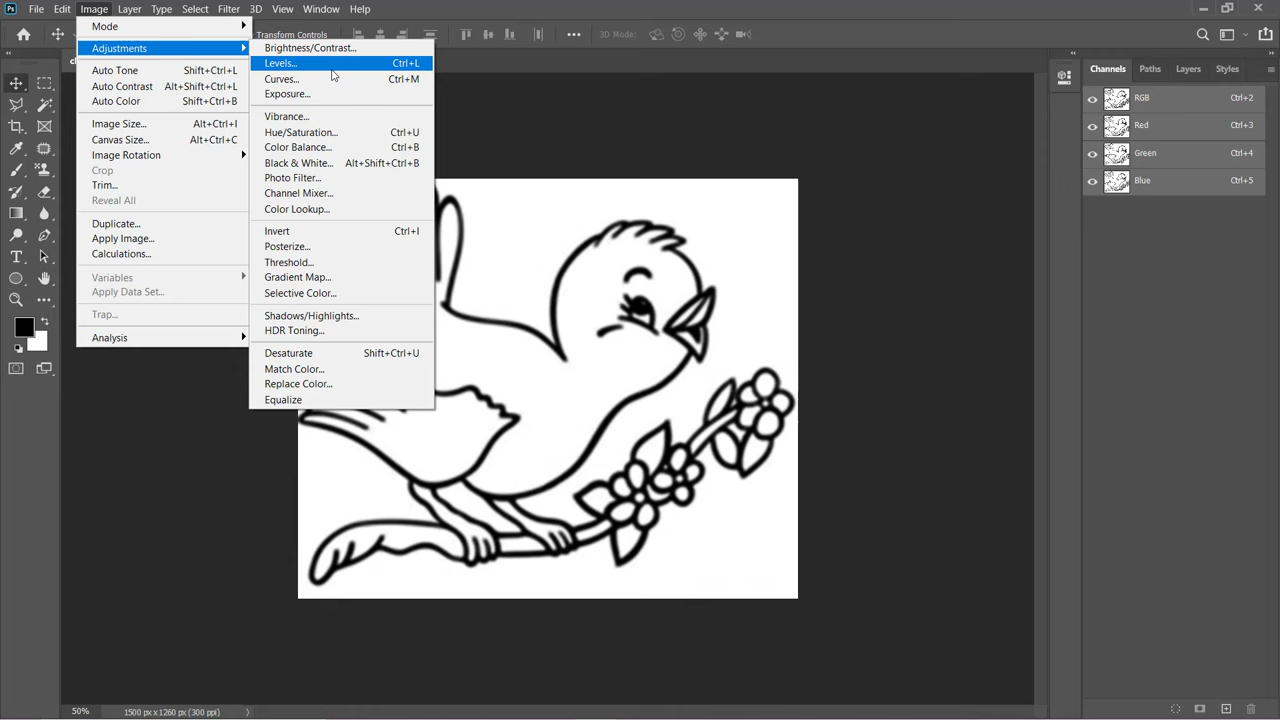 Ps File Edit Image Layer Type Select Filter 3D View Window
Transform Controls
3D Mode:
Mode
Adjustments
Auto Tone Shift+Ctrl+L
Auto Contrast Alt+Shift+Ctrl+L
Auto Color Shift+Ctrl+B
Image Size... Alt+Ctrl+I
Canvas Size... Alt+Ctrl+C
Image Rotation
Crop
Trim...
Reveal All
Duplicate...
Apply Image...
Calculations...
Variables
Apply Data Set...
Trap...
Analysis
Brightness/Contrast...
Levels... Ctrl+L
Curves... Ctrl+M
Exposure...
Vibrance...
Hue/Saturation... Ctrl+U
Color Balance... Ctrl+B
Black & White... Alt+Shift+Ctrl+B
Photo Filter...
Channel Mixer...
Color Lookup...
Invert Ctrl+I
Posterize...
Threshold...
Gradient Map...
Selective Color...
Shadows/Highlights...
HDR Toning...
Desaturate Shift+Ctrl+U
Match Color...
Replace Color...
Equalize
Channels Paths Layers Styles
RGB Ctrl+2
Red Ctrl+3
Green Ctrl+4
Blue Ctrl+5
50% 1500 px x 1260 px (300 ppi)